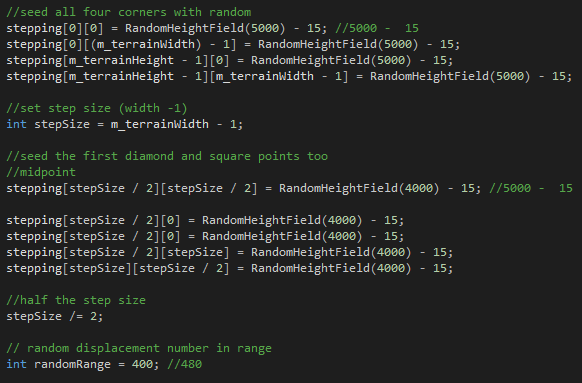 //seed all four corners with random
stepping[0][0] = RandomHeightField(5000) - 15; //5000 -  15
stepping[0][(m_terrainWidth) - 1] = RandomHeightField(5000) - 15;
stepping[m_terrainHeight - 1][0] = RandomHeightField(5000) - 15;
stepping[m_terrainHeight - 1][m_terrainWidth - 1] = RandomHeightField(5000) - 15;
//set step size (width -1)
int stepSize = m_terrainWidth - 1;
//seed the first diamond and square points too
//midpoint
stepping[stepSize / 2][stepSize / 2] = RandomHeightField(4000) - 15; //5000 -  15
stepping[stepSize / 2][0] = RandomHeightField(4000) - 15;
stepping[stepSize / 2][0] = RandomHeightField(4000) - 15;
stepping[stepSize / 2][stepSize] = RandomHeightField(4000) - 15;
stepping[stepSize][stepSize / 2] = RandomHeightField(4000) - 15;
//half the step size
stepSize /= 2;
// random displacement number in range
int randomRange = 400; //480